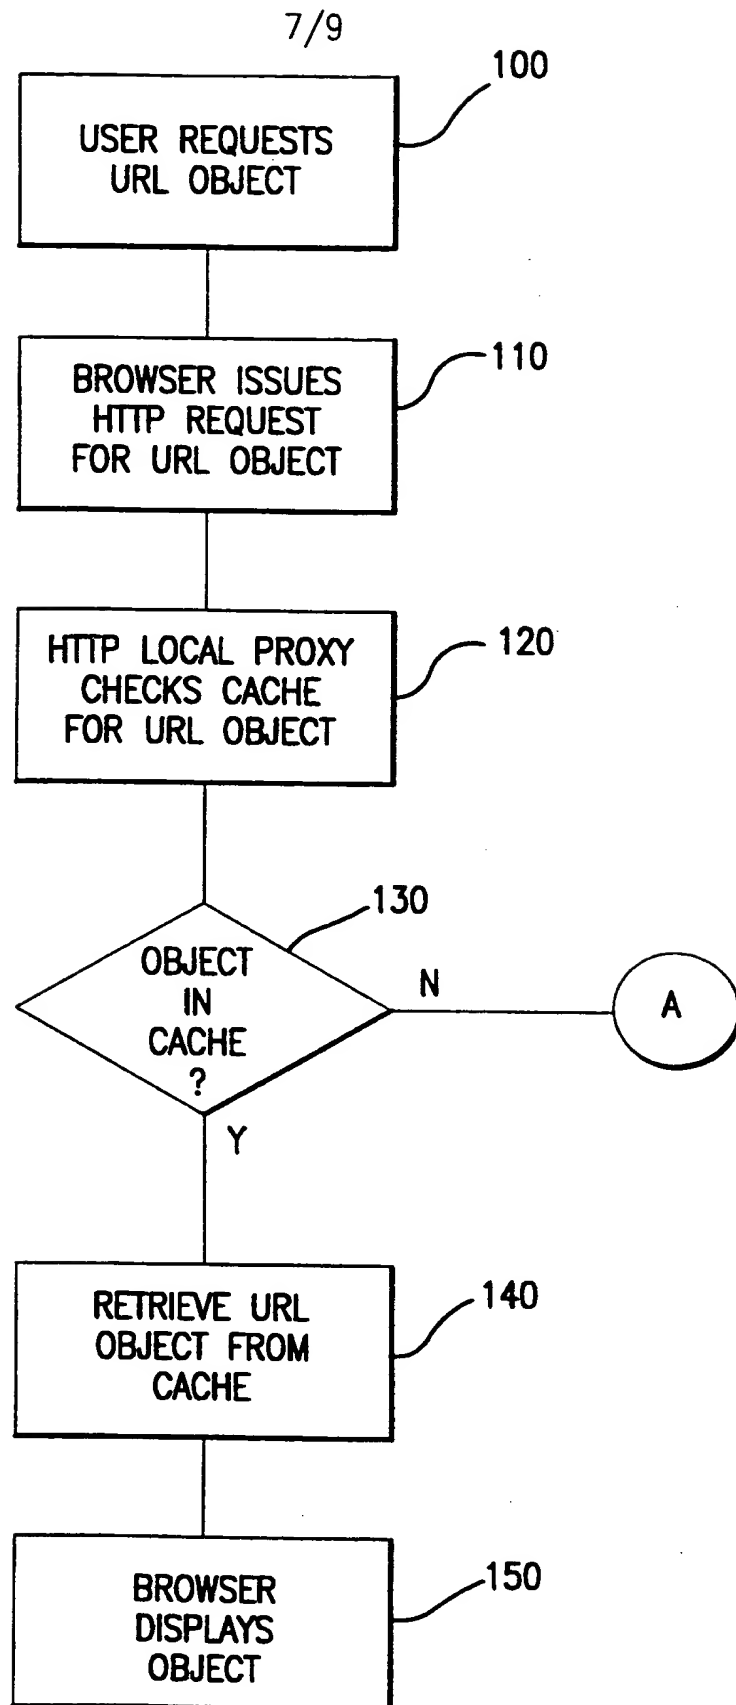 7/9
100
USER REQUESTS
URL OBJECT
110
BROWSER ISSUES
HTTP REQUEST
FOR URL OBJECT
120
HTTP LOCAL PROXY
CHECKS CACHE
FOR URL OBJECT
130
OBJECT
IN
CACHE
?
N
A
Y
140
RETRIEVE URL
OBJECT FROM
CACHE
150
BROWSER
DISPLAYS
OBJECT